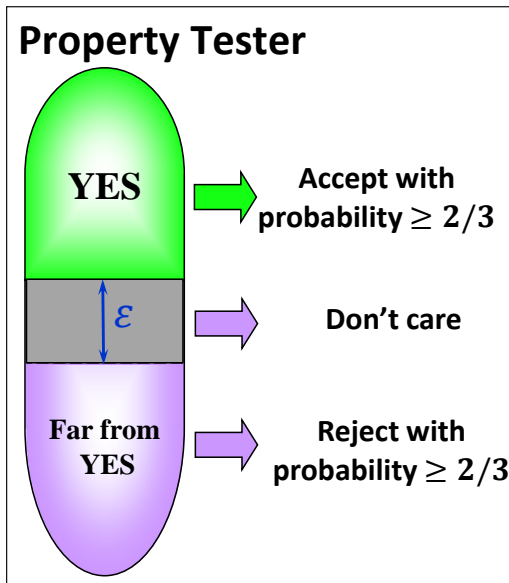 Property Tester
YES
Accept with
probability ≥ 2/3
ε
Don't care
Far from
YES
Reject with
probability ≥ 2/3